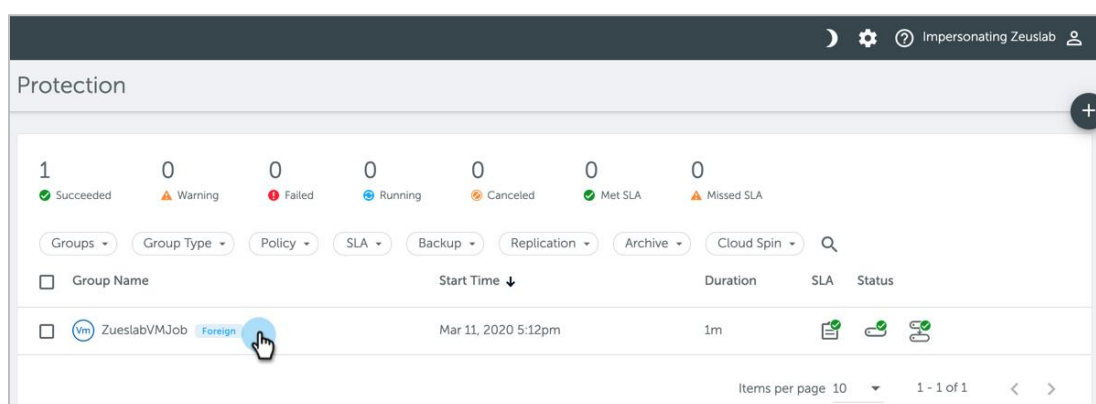 Impersonating Zeuslab
Protection
+
1 0 0 0 0 0 0
Succeeded Warning Failed Running Canceled Met SLA Missed SLA
Groups Group Type Policy SLA Backup Replication Archive Cloud Spin
Group Name Start Time Duration SLA Status
Vm ZueslabVMJob Foreign Mar 11, 2020 5:12pm 1m
Items per page 10 1 - 1 of 1